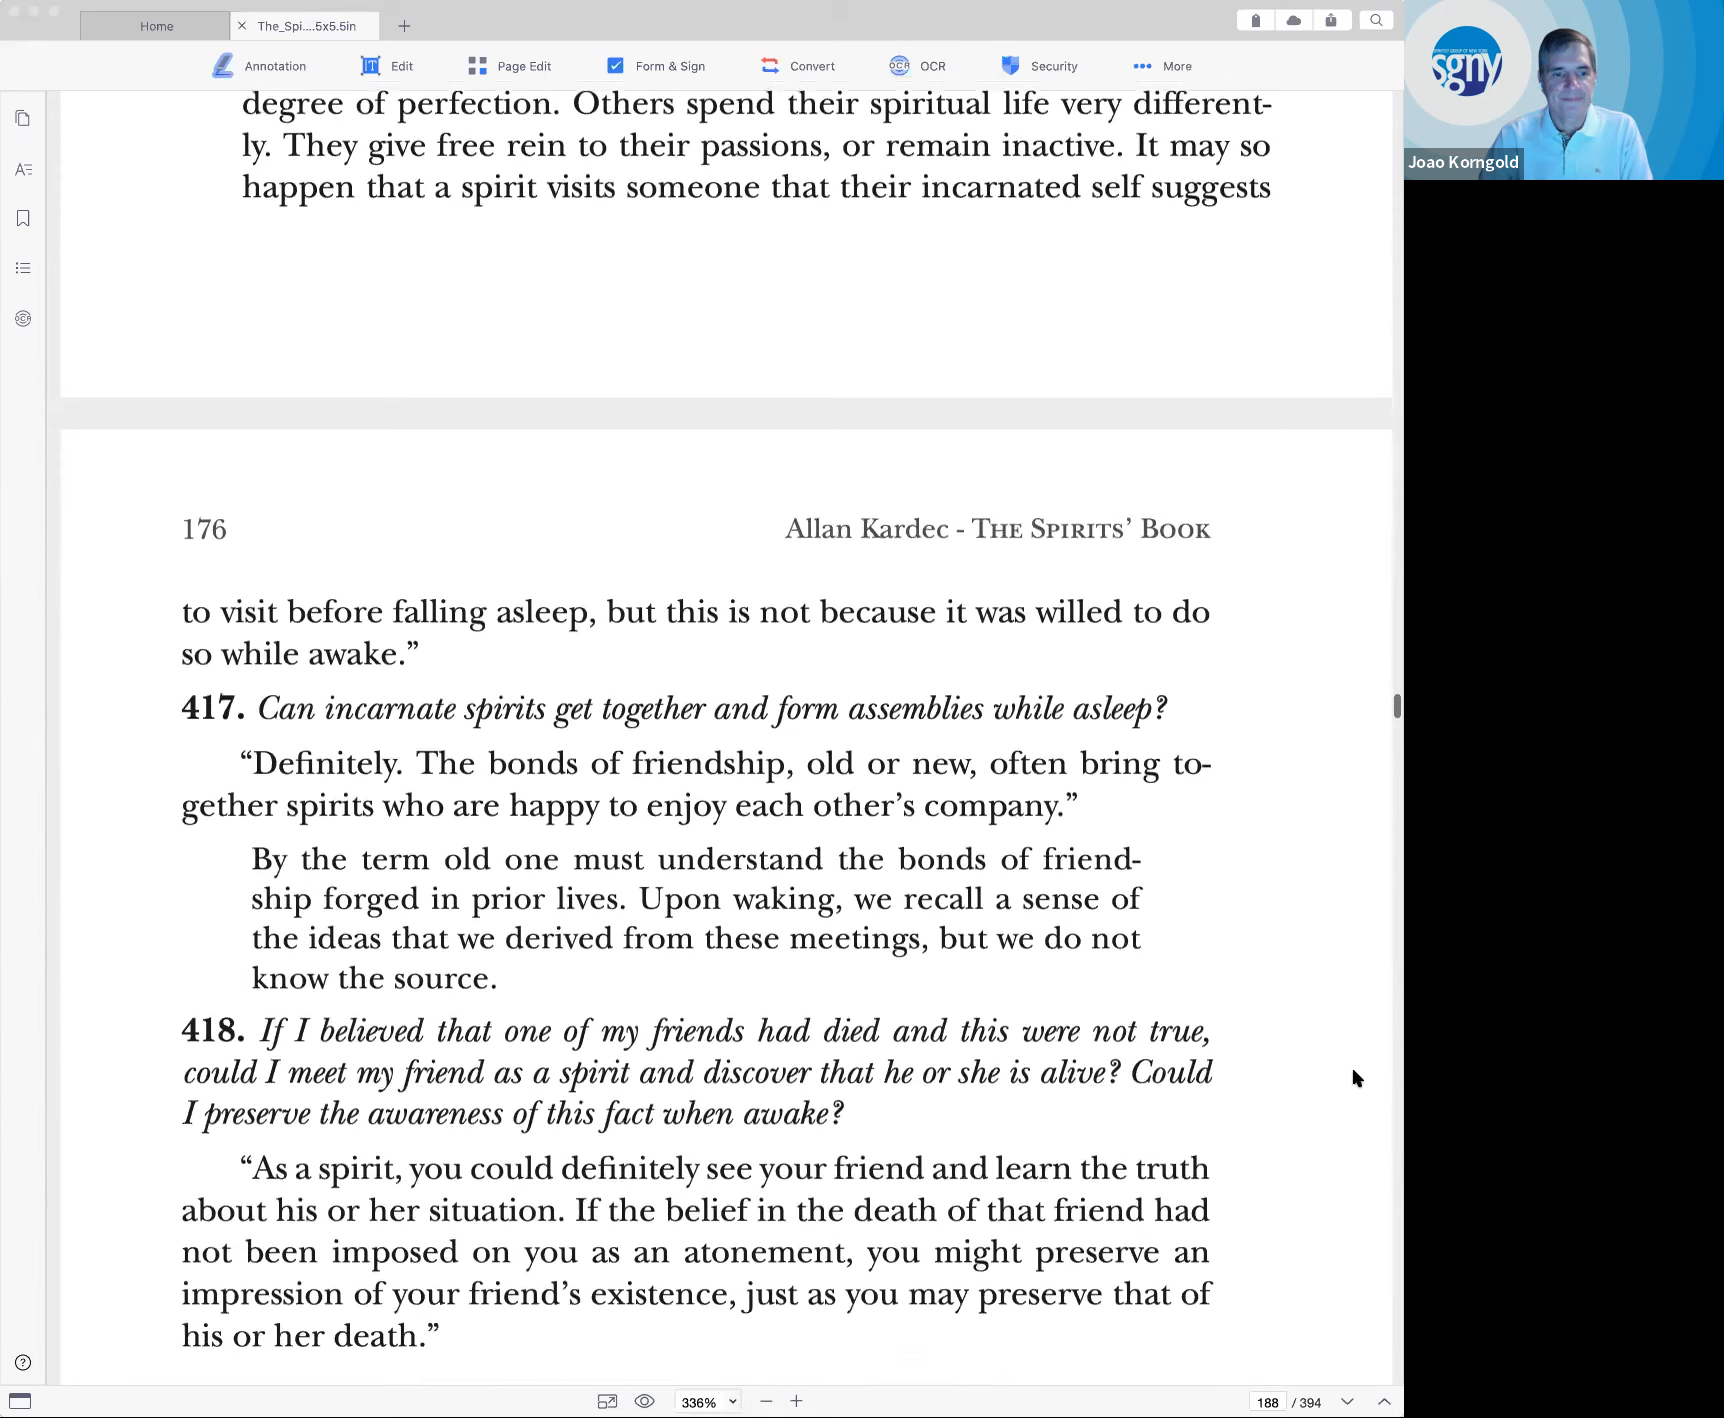 Home
The_Spi....5x5.5in
Annotation
Edit
Page Edit
Form & Sign
Convert
OCR
Security
More
degree of perfection. Others spend their spiritual life very different-
ly. They give free rein to their passions, or remain inactive. It may so
happen that a spirit visits someone that their incarnated self suggests
176
Allan Kardec - THE SPIRITS’ BOOK
to visit before falling asleep, but this is not because it was willed to do
so while awake.”
417. Can incarnate spirits get together and form assemblies while asleep?
“Definitely. The bonds of friendship, old or new, often bring to-
gether spirits who are happy to enjoy each other’s company.”
By the term old one must understand the bonds of friend-
ship forged in prior lives. Upon waking, we recall a sense of
the ideas that we derived from these meetings, but we do not
know the source.
418. If I believed that one of my friends had died and this were not true,
could I meet my friend as a spirit and discover that he or she is alive? Could
I preserve the awareness of this fact when awake?
“As a spirit, you could definitely see your friend and learn the truth
about his or her situation. If the belief in the death of that friend had
not been imposed on you as an atonement, you might preserve an
impression of your friend’s existence, just as you may preserve that of
his or her death.”
336%
188 / 394
SPIRITIST GROUP OF NEW YORK
sgny
Joao Korngold